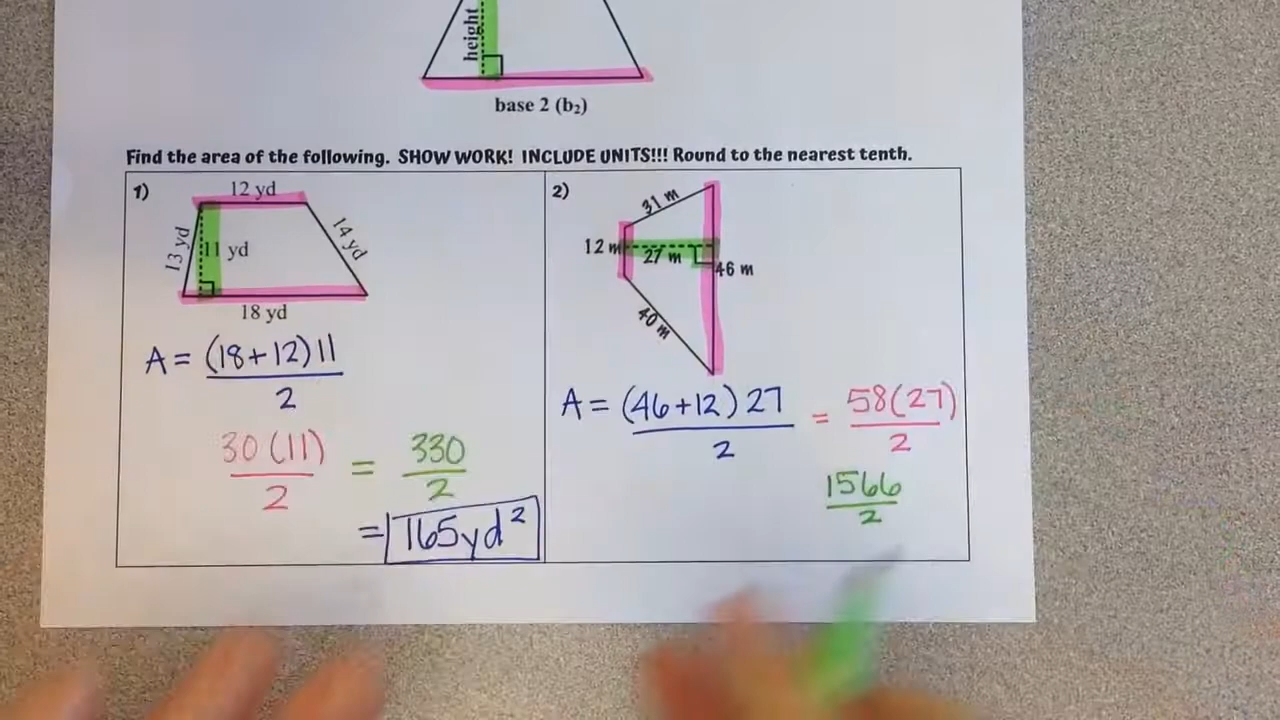 height
base 2 (b₂)
Find the area of the following. SHOW WORK! INCLUDE UNITS!!! Round to the nearest tenth.
1)
12 yd
13 yd
11 yd
14 yd
18 yd
A = (18+12)11
2
30(11)
2
= 330
2
= 165yd²
2)
31 m
12 m
27 m
46 m
40 m
A = (46+12)27
2
= 58(27)
2
1566
2